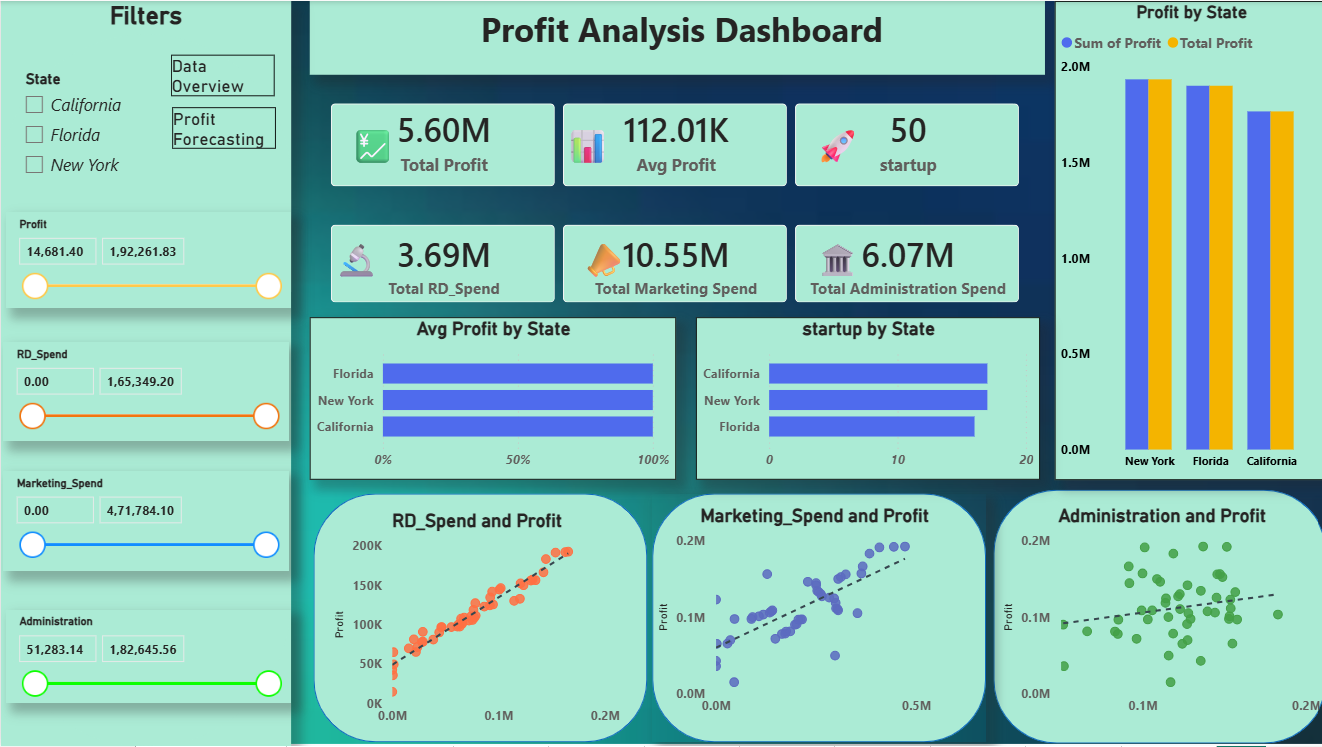 Filters
State
California
Florida
New York
Data
Overview
Profit
Forecasting
Profit
14,681.40
1,92,261.83
RD_Spend
0.00
1,65,349.20
Marketing_Spend
0.00
4,71,784.10
Administration
51,283.14
1,82,645.56
Profit Analysis Dashboard
¥
5.60M
Total Profit
112.01K
Avg Profit
50
startup
3.69M
Total RD_Spend
10.55M
Total Marketing Spend
6.07M
Total Administration Spend
Avg Profit by State
Florida
New York
California
0%
50%
100%
startup by State
California
New York
Florida
0
10
20
Profit by State
Sum of Profit
Total Profit
2.0M
1.5M
1.0M
0.5M
0.0M
New York
Florida
California
RD_Spend and Profit
Profit
200K
150K
100K
50K
0K
0.0M
0.1M
0.2M
Marketing_Spend and Profit
Profit
0.2M
0.1M
0.0M
0.0M
0.5M
Administration and Profit
Profit
0.2M
0.1M
0.0M
0.1M
0.2M